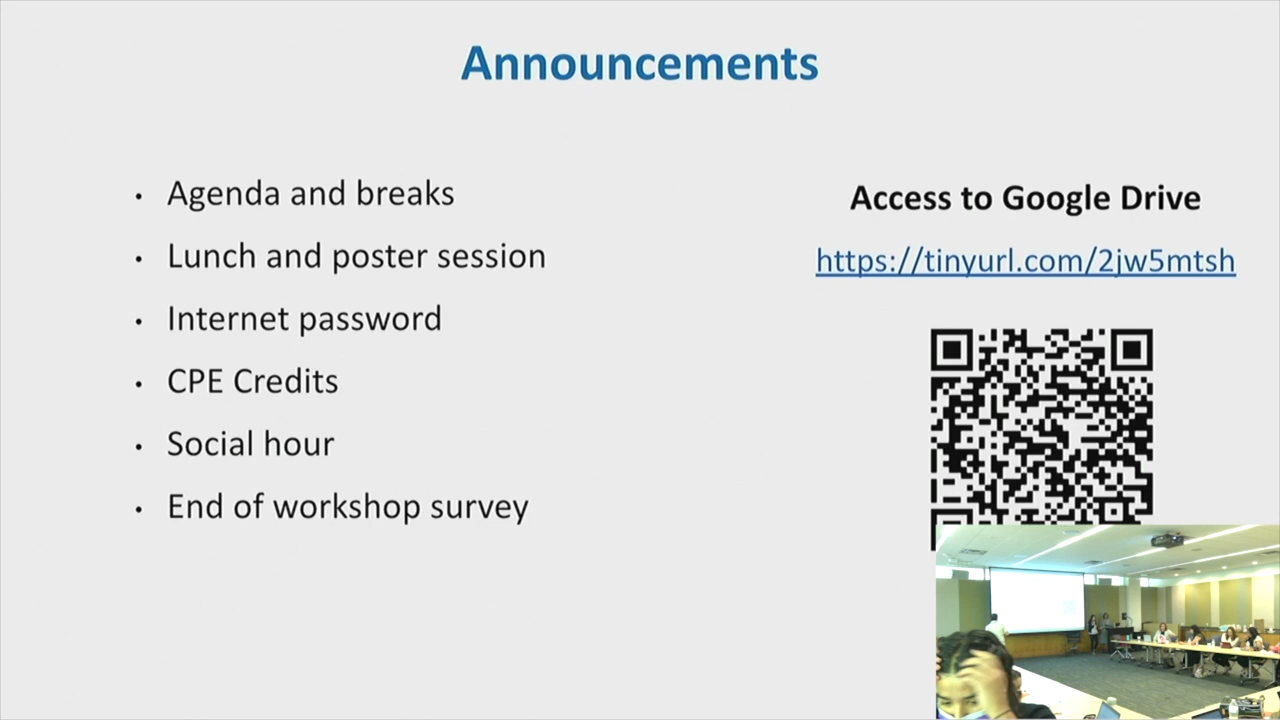 Announcements
• Agenda and breaks
• Lunch and poster session
• Internet password
• CPE Credits
• Social hour
• End of workshop survey
Access to Google Drive
https://tinyurl.com/2jw5mtsh